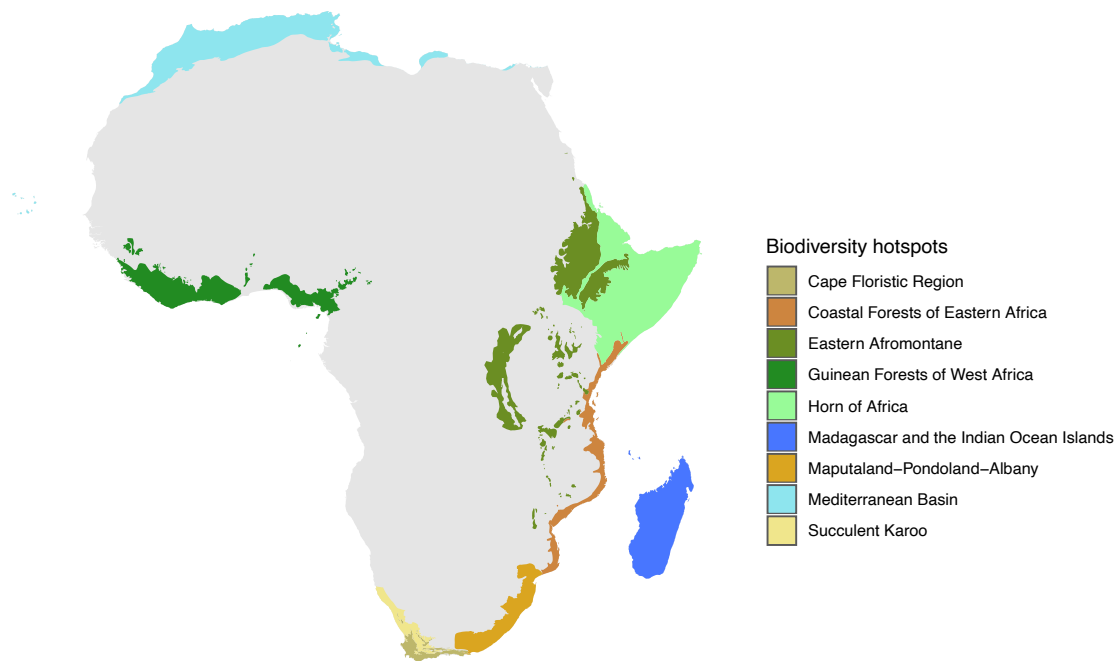 Biodiversity hotspots
Cape Floristic Region
Coastal Forests of Eastern Africa
Eastern Afromontane
Guinean Forests of West Africa
Horn of Africa
Madagascar and the Indian Ocean Islands
Maputaland−Pondoland−Albany
Mediterranean Basin
Succulent Karoo